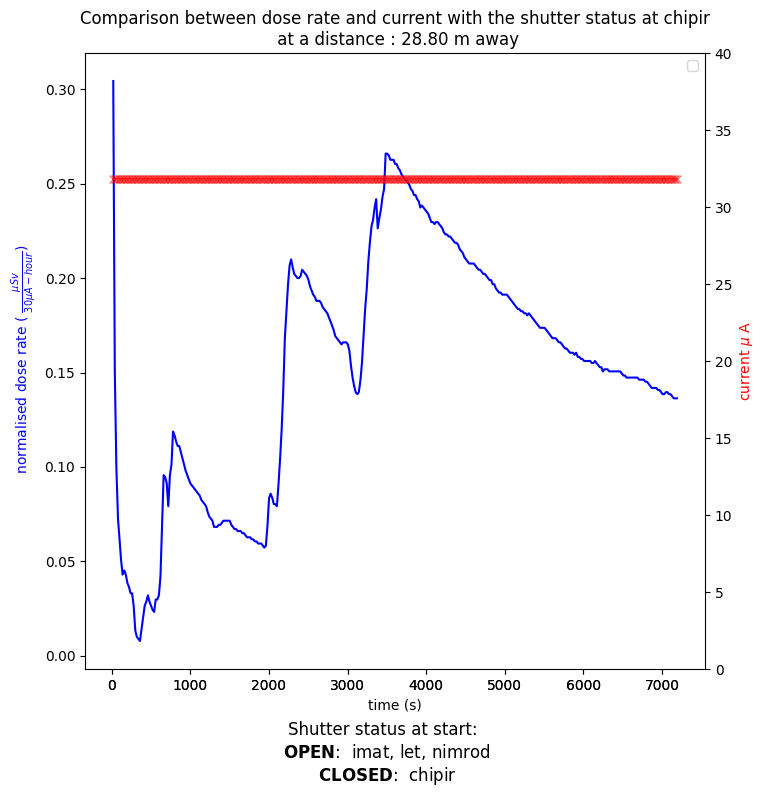 Comparison between dose rate and current with the shutter status at chipir
at a distance : 28.80 m away
0.30
0.25
0.20
0.15
0.10
0.05
0.00
normalised dose rate ( μSv / 30μA − hour )
40
35
30
25
20
15
10
5
0
current μ A
0 1000 2000 3000 4000 5000 6000 7000
time (s)
Shutter status at start:
OPEN: imat, let, nimrod
CLOSED: chipir